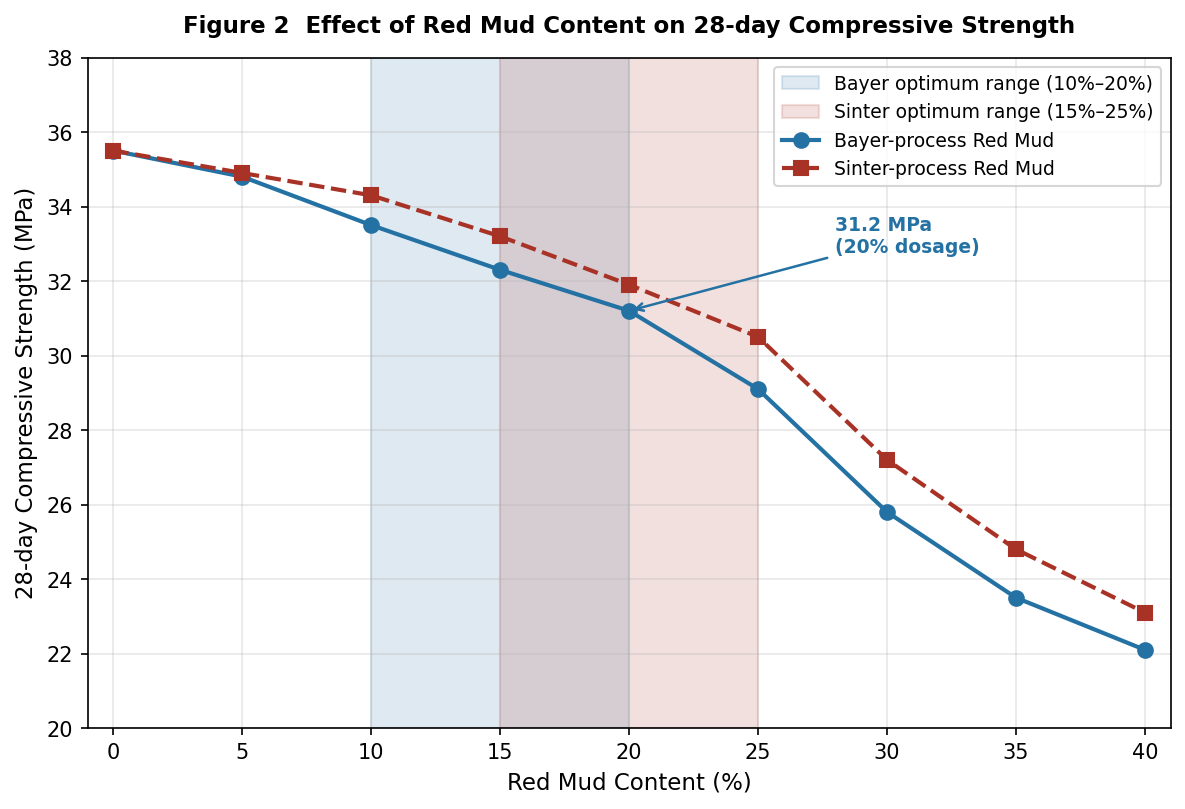 Figure 2  Effect of Red Mud Content on 28-day Compressive Strength
38
36
34
32
30
28
26
24
22
20
28-day Compressive Strength (MPa)
Bayer optimum range (10%–20%)
Sinter optimum range (15%–25%)
Bayer-process Red Mud
Sinter-process Red Mud
31.2 MPa
(20% dosage)
0 5 10 15 20 25 30 35 40
Red Mud Content (%)